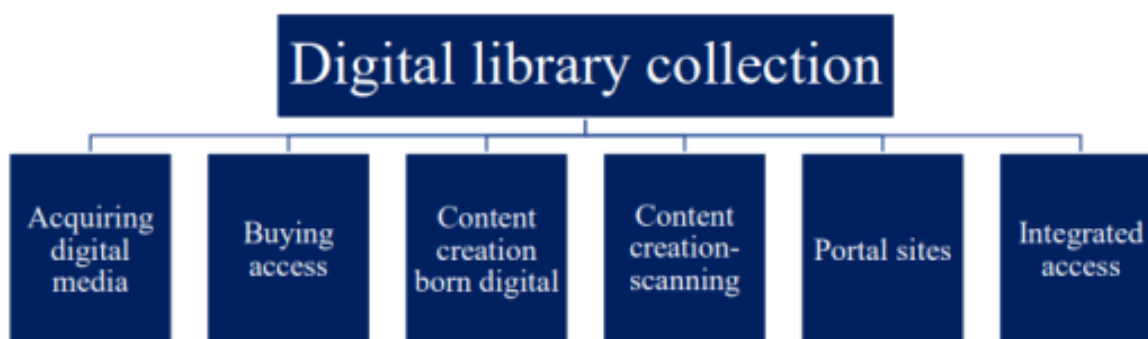 Digital library collection
Acquiring
digital
media
Buying
access
Content
creation
born digital
Content
creation-
scanning
Portal sites
Integrated
access